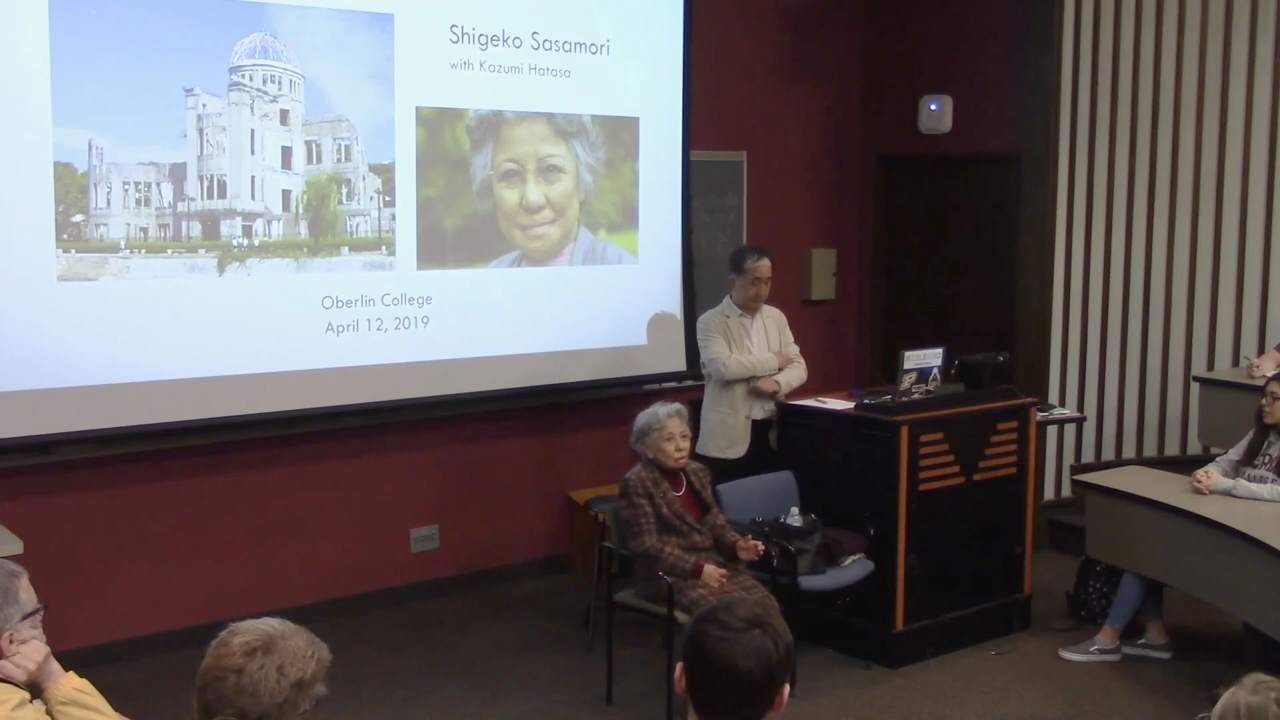 Shigeko Sasamori
with Kazumi Hatasa
Oberlin College
April 12, 2019